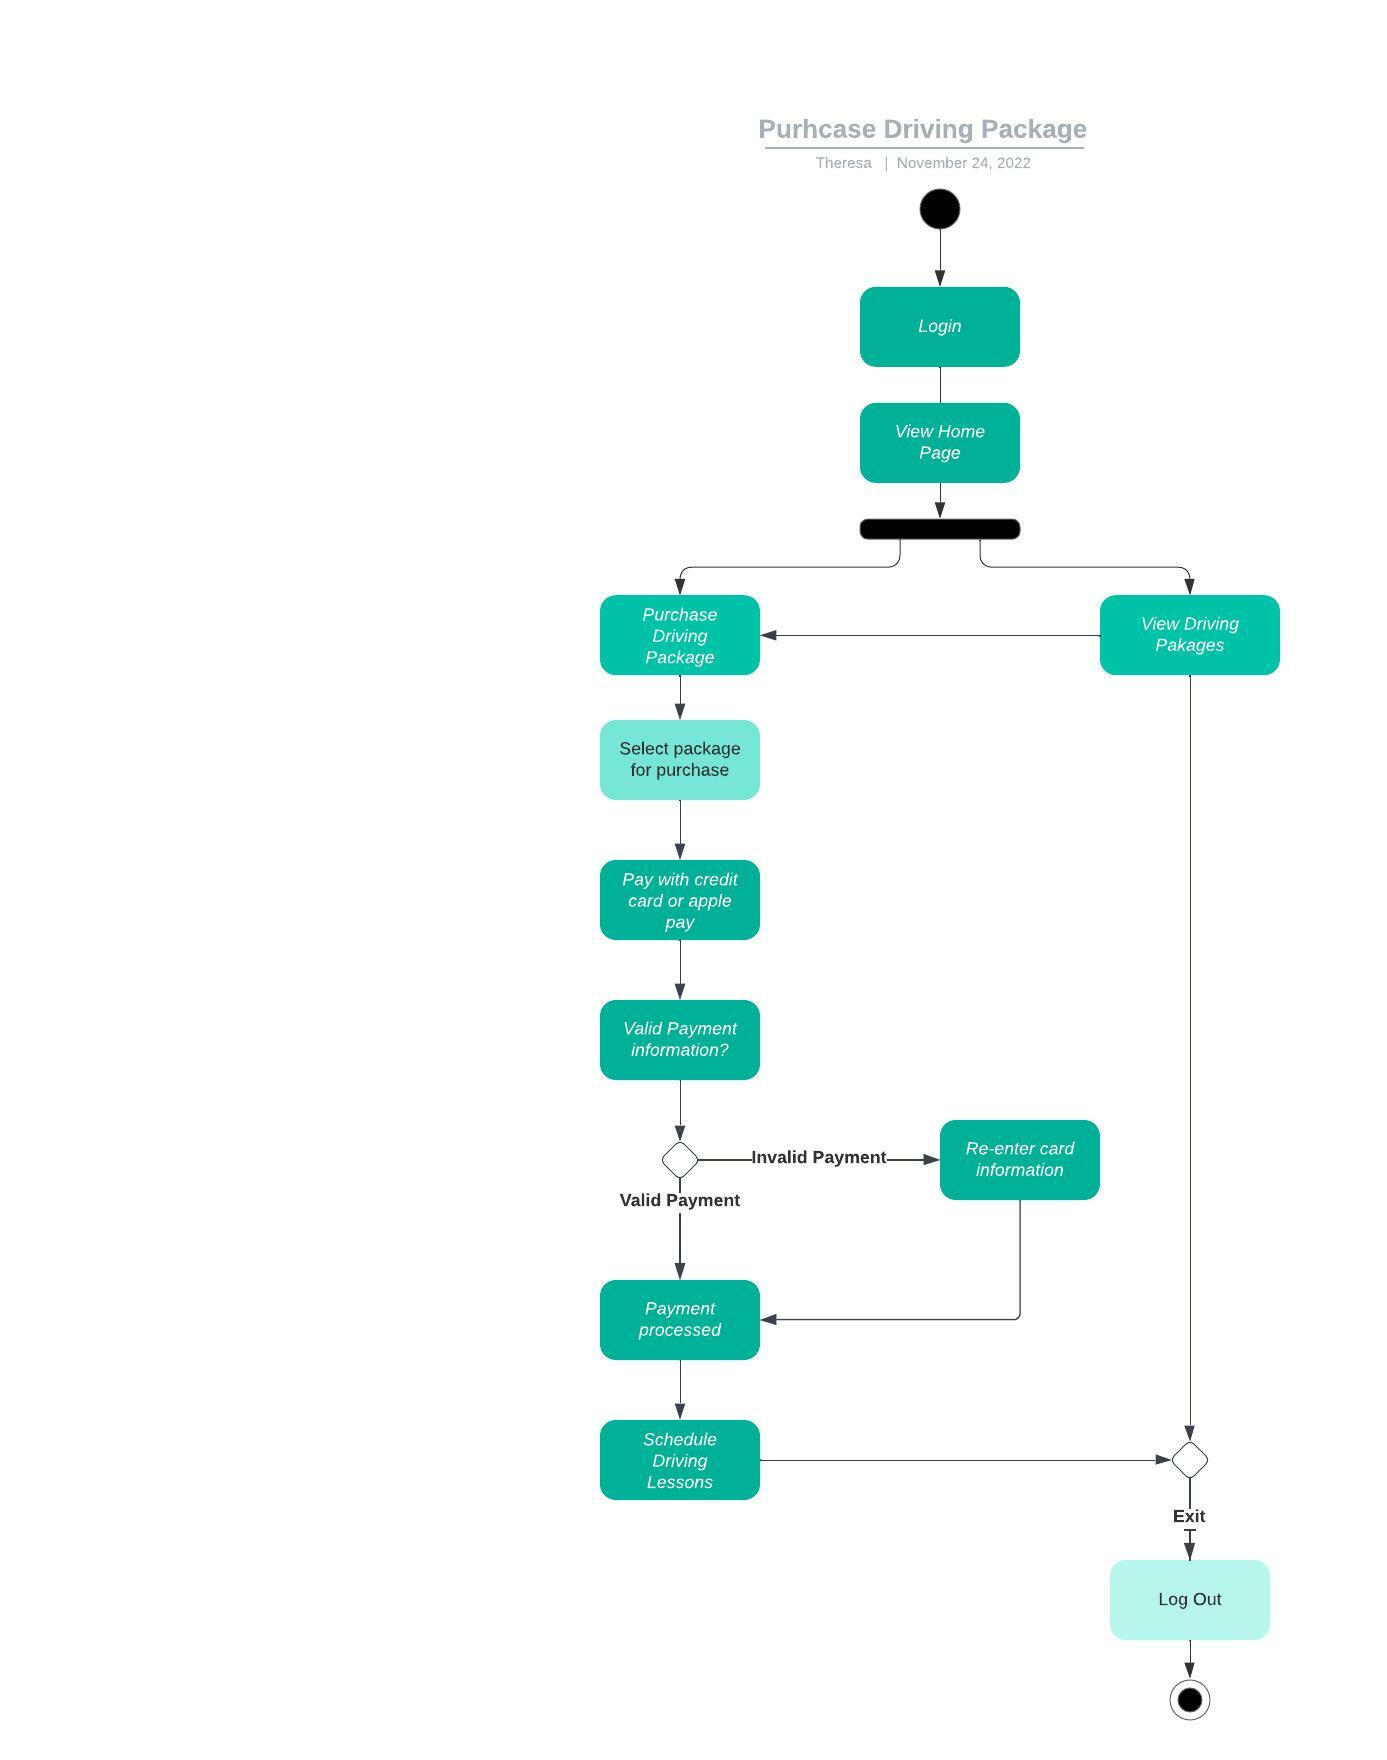 Purhcase Driving Package
Theresa | November 24, 2022
Login
View Home
Page
Purchase
Driving
Package
View Driving
Pakages
Select package
for purchase
Pay with credit
card or apple
pay
Valid Payment
information?
Invalid Payment
Re-enter card
information
Valid Payment
Payment
processed
Schedule
Driving
Lessons
Exit
Log Out